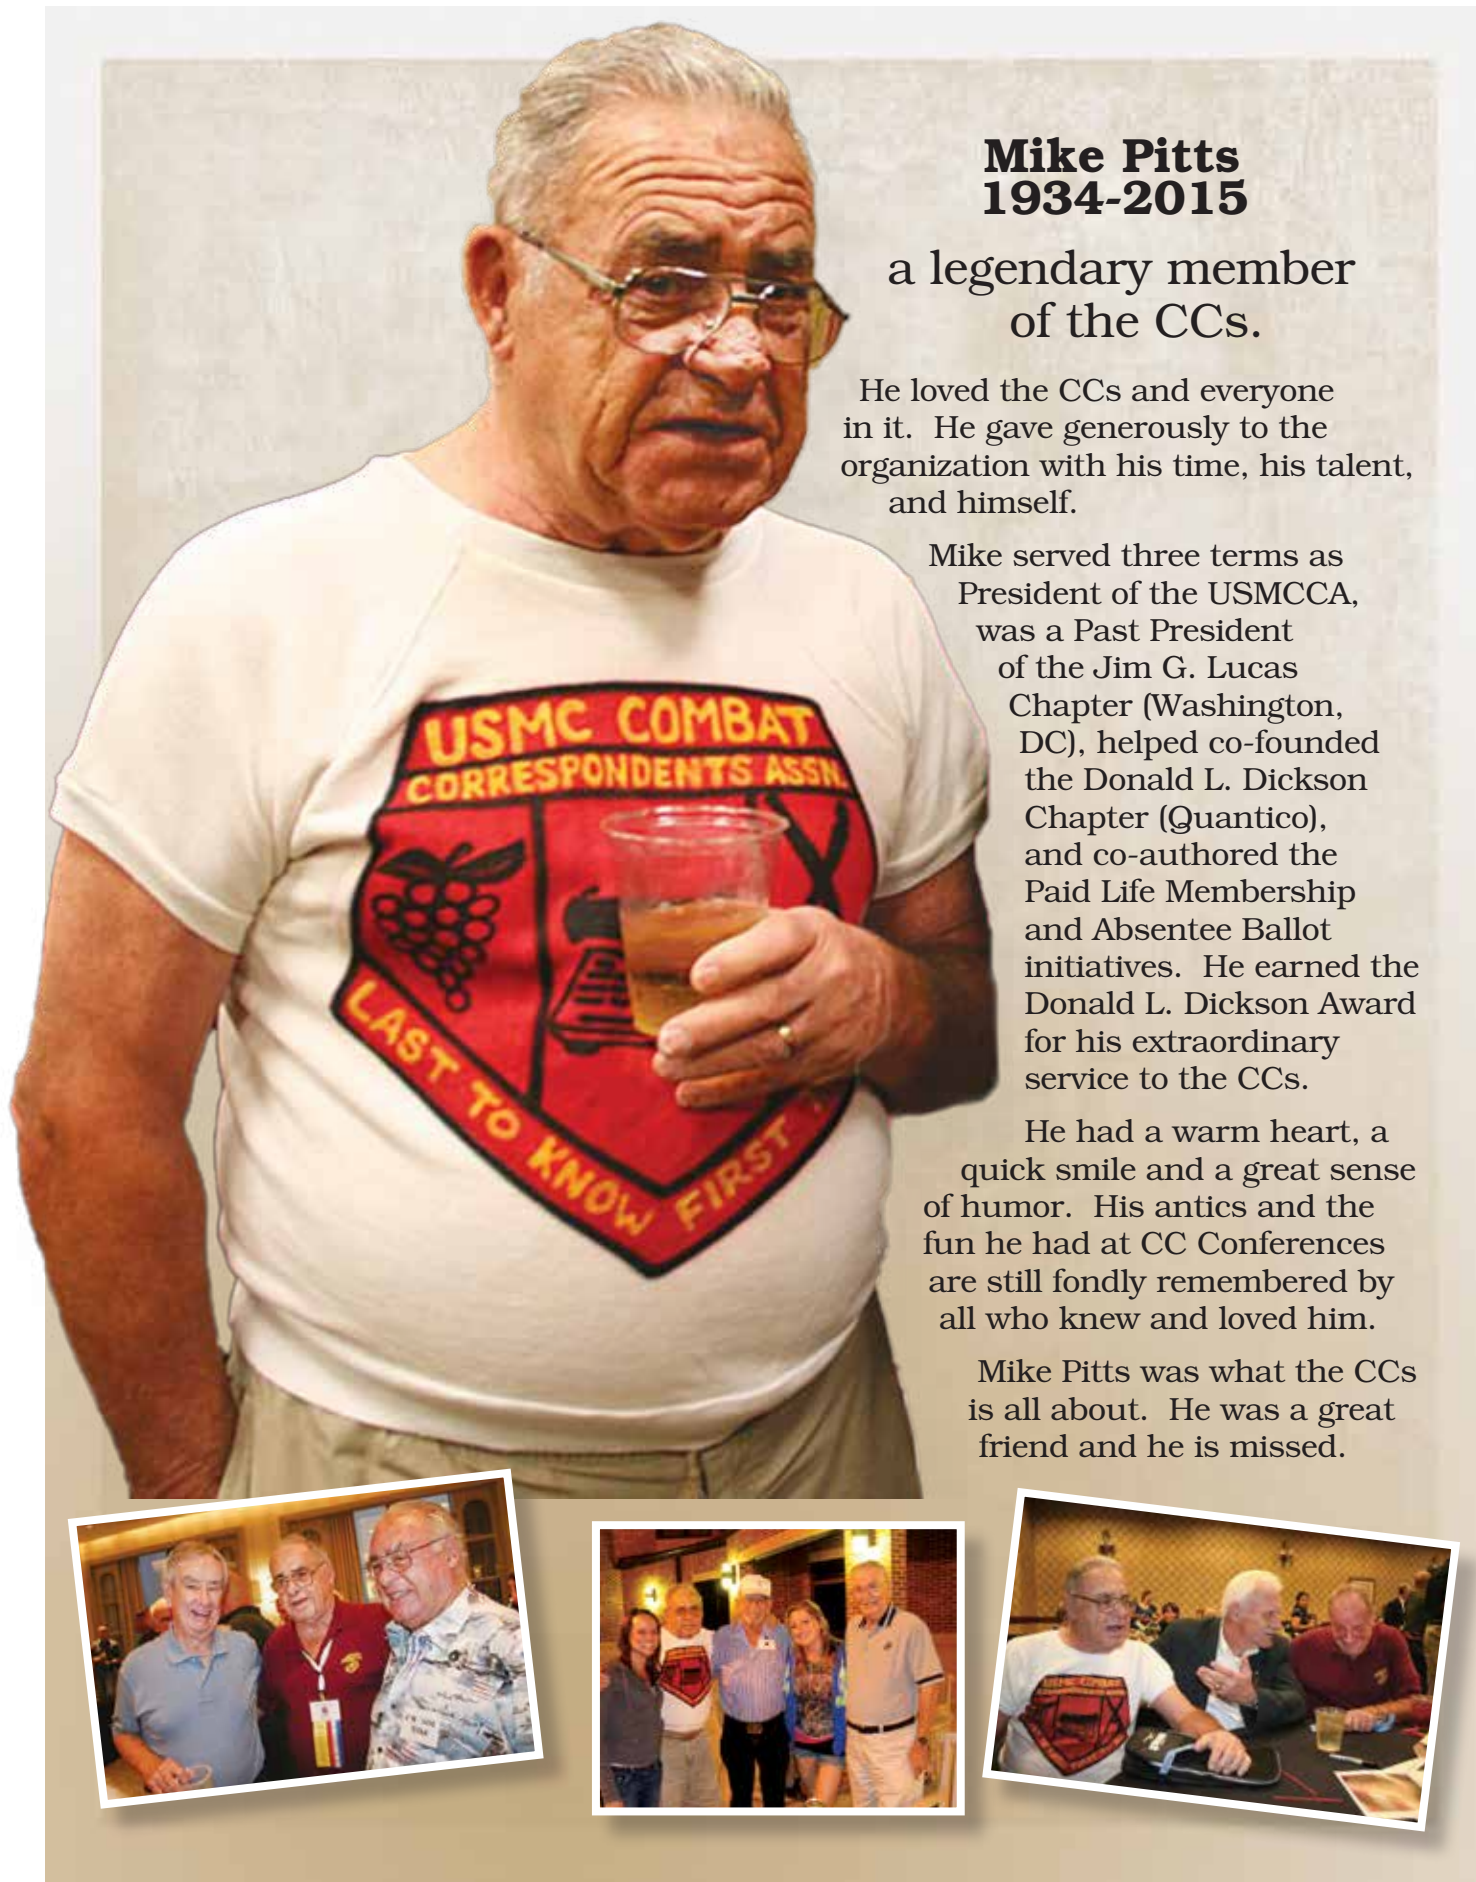 Mike Pitts
1934-2015
a legendary member
of the CCs.
He loved the CCs and everyone
in it. He gave generously to the
organization with his time, his talent,
and himself.
Mike served three terms as
President of the USMCCA,
was a Past President
of the Jim G. Lucas
Chapter (Washington,
DC), helped co-founded
the Donald L. Dickson
Chapter (Quantico),
and co-authored the
Paid Life Membership
and Absentee Ballot
initiatives. He earned the
Donald L. Dickson Award
for his extraordinary
service to the CCs.
He had a warm heart, a
quick smile and a great sense
of humor. His antics and the
fun he had at CC Conferences
are still fondly remembered by
all who knew and loved him.
Mike Pitts was what the CCs
is all about. He was a great
friend and he is missed.
USMC COMBAT
CORRESPONDENTS ASSN.
LAST TO KNOW FIRST